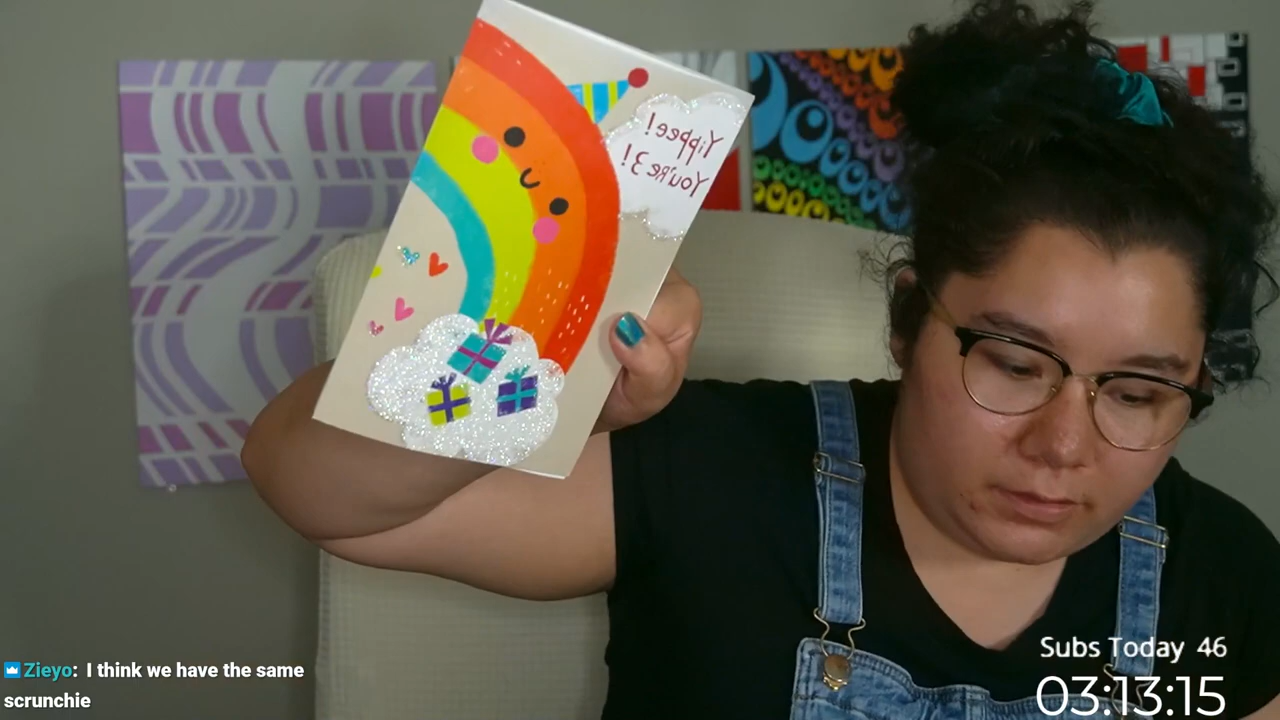 Yippee!
You're 3!
Zieyo: I think we have the same
scrunchie
Subs Today 46
03:13:15